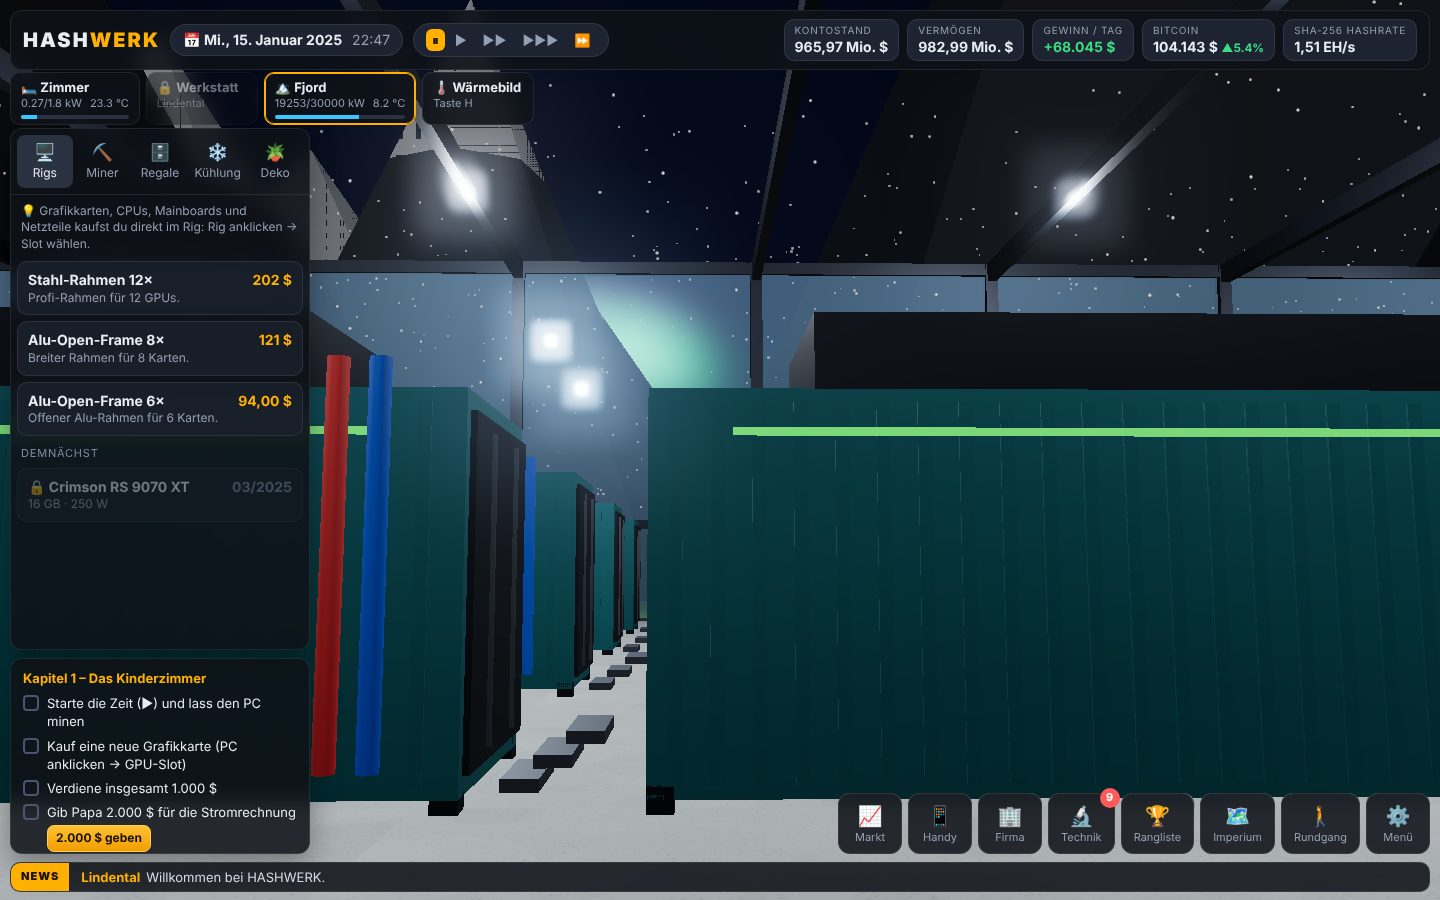 HASHWERK
Mi., 15. Januar 2025 22:47
KONTOSTAND
965,97 Mio. $
VERMÖGEN
982,99 Mio. $
GEWINN / TAG
+68.045 $
BITCOIN
104.143 $ ▲5.4%
SHA-256 HASHRATE
1,51 EH/s
Zimmer
0.27/1.8 kW 23.3 °C
Werkstatt
Lindental
Fjord
19253/30000 kW 8.2 °C
Wärmebild
Taste H
Rigs
Miner
Regale
Kühlung
Deko
Grafikkarten, CPUs, Mainboards und
Netzteile kaufst du direkt im Rig: Rig anklicken →
Slot wählen.
Stahl-Rahmen 12× 202 $
Profi-Rahmen für 12 GPUs.
Alu-Open-Frame 8× 121 $
Breiter Rahmen für 8 Karten.
Alu-Open-Frame 6× 94,00 $
Offener Alu-Rahmen für 6 Karten.
DEMNÄCHST
Crimson RS 9070 XT 03/2025
16 GB · 250 W
Kapitel 1 – Das Kinderzimmer
Starte die Zeit (▶) und lass den PC
minen
Kauf eine neue Grafikkarte (PC
anklicken → GPU-Slot)
Verdiene insgesamt 1.000 $
Gib Papa 2.000 $ für die Stromrechnung
2.000 $ geben
Markt
Handy
Firma
9
Technik
Rangliste
Imperium
Rundgang
Menü
NEWS Lindental Willkommen bei HASHWERK.